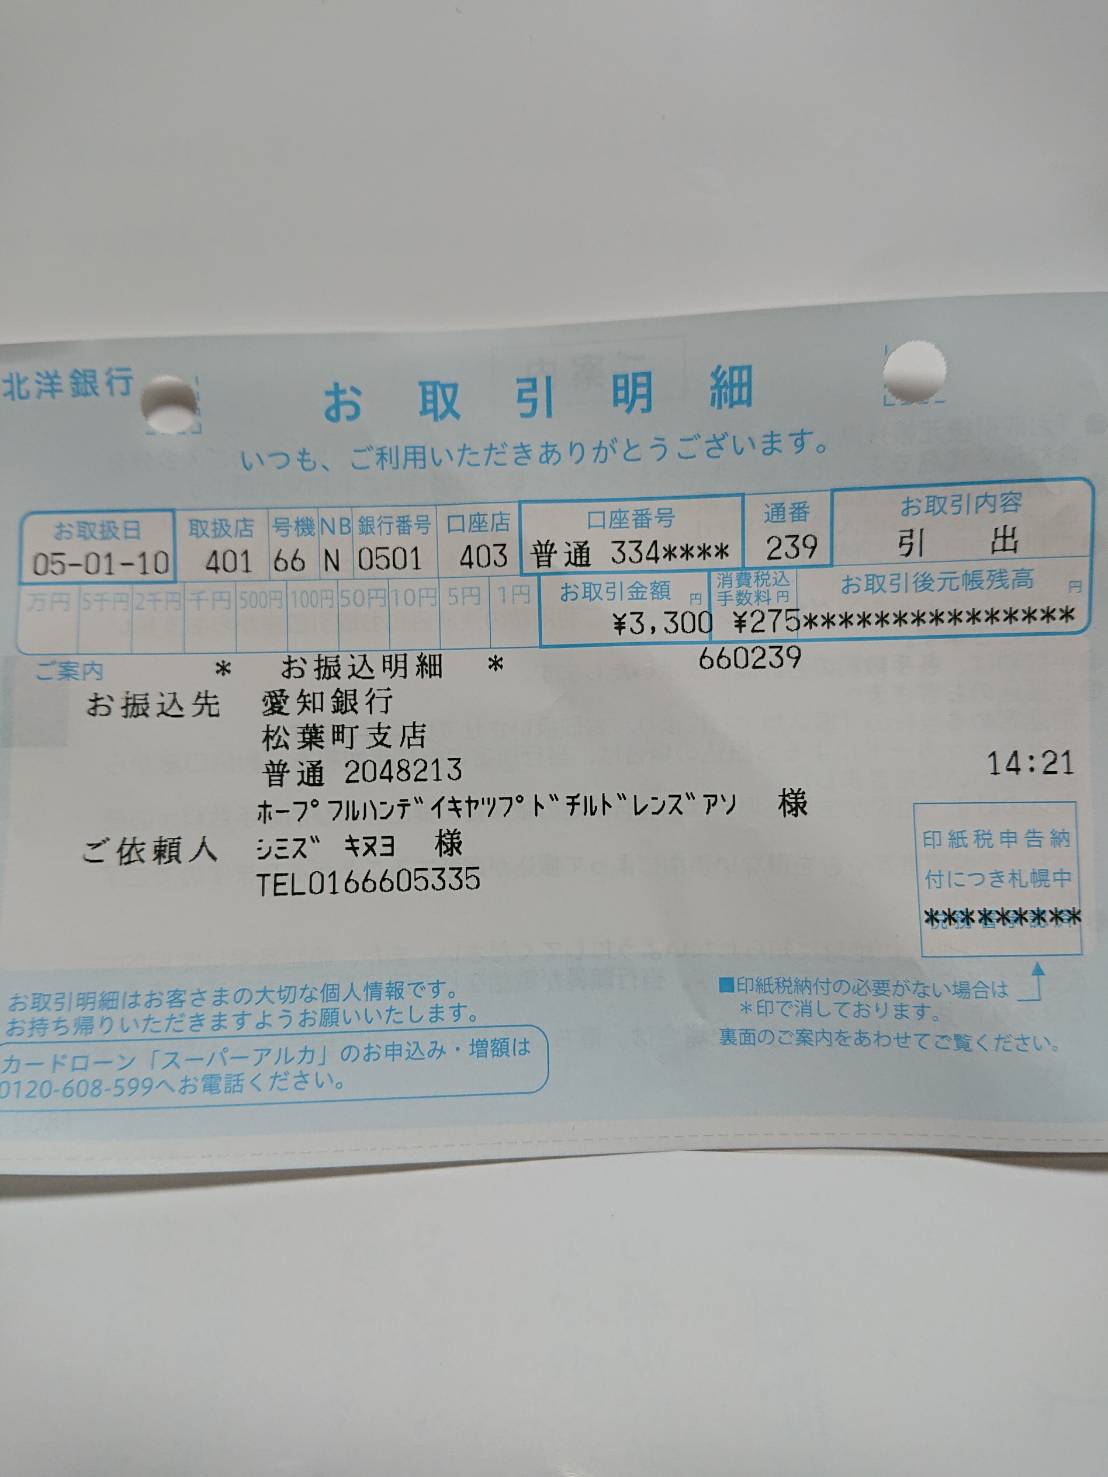 北洋銀行
お取引明細
いつも、ご利用いただきありがとうございます。
お取扱日 取扱店 号機 NB 銀行番号 口座店 口座番号 通番 お取引内容
05-01-10 401 66 N 0501 403 普通 334**** 239 引 出
万円 5千円 2千円 千円 500円 100円 50円 10円 5円 1円 お取引金額 円 消費税込手数料円 お取引後元帳残高 円
¥3,300 ¥275***************
ご案内 * お振込明細 * 660239
お振込先 愛知銀行
松葉町支店
普通 2048213
14:21
ホープフルハンデイキヤツプドチルドレンズアソ 様
ご依頼人 シミズ キヌヨ 様
TEL0166605335
印紙税申告納
付につき札幌中
*********
お取引明細はお客さまの大切な個人情報です。
お持ち帰りいただきますようお願いいたします。
カードローン「スーパーアルカ」のお申込み・増額は
0120-608-599へお電話ください。
■印紙税納付の必要がない場合は
*印で消しております。
裏面のご案内をあわせてご覧ください。